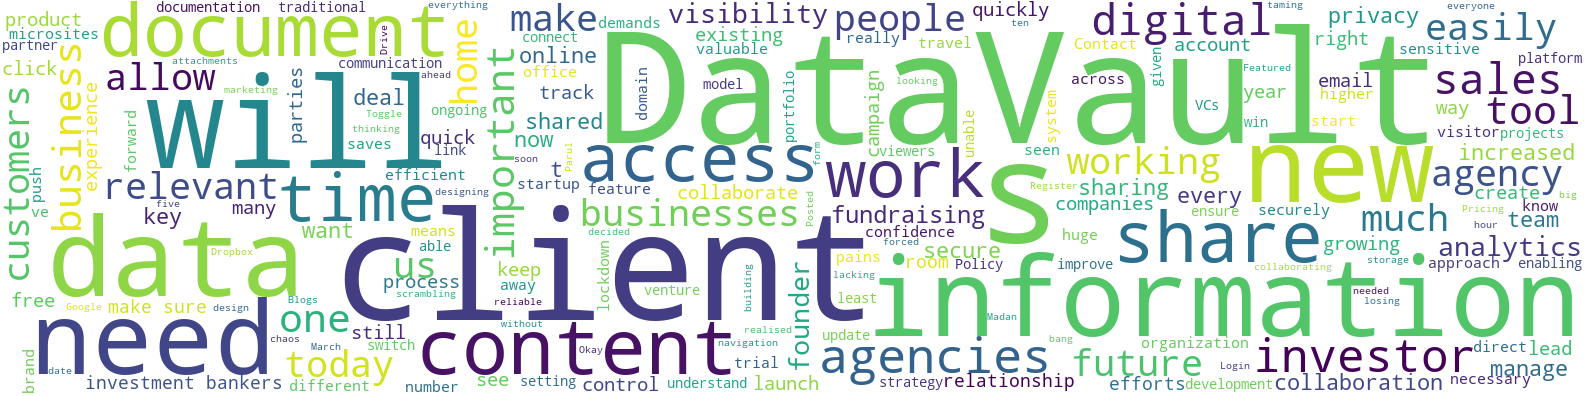 product
documentation
traditional
everything
make
demands
visibility
people
quickly
ten
digital
taming
privacy
everyone
easily
microsites
document
Drive
connect
existing
valuable
really
travel
Contact
account
given
right
sensitive
partner
business
attachments
communication
ahead
home
online
office
domain
DataVault
looking
across
Featured
email
platform
click
allow
marketing
deal
Toggle
ongoing
important
track
model
portfolio
campaign
system
VCs
year
higher
sales
customers
experience
forward
will
parties
thinking
quick
link
saves
now
shared
viewers
unable
win
start
way
tool
visitor
projects
push
ve
relevant
efficient
designing
time
soon
t
startup
Parul
access
feature
collaborate
form
work
seen
working
Register
sharing
companies
new
every
increased
agency
create
big
key
five
many
want
means
able
businesses
decided
Posted
fundraising
confidence
forced
s
ensure
securely
much
Pricing
know
hour
team
data
Dropbox
client
us
process
scrambling
keep
away
reliable
lockdown
venture
huge
pains
lacking
room
secure
Policy
improve
share
growing
collaborating
storage
analytics
approach
enabling
free
Google
make sure
design
Blogs
without
building
realised
founder
least
update
information
Madan
bang
needed
losing
need
chaos
one
March
still
switch
content
Okay
navigation
trial
agencies
future
organization
investor
direct
lead
manage
brand
date
investment bankers
today
different
number
see
setting
control
understand
launch
strategy
relationship
efforts
development
Login
collaboration
necessary